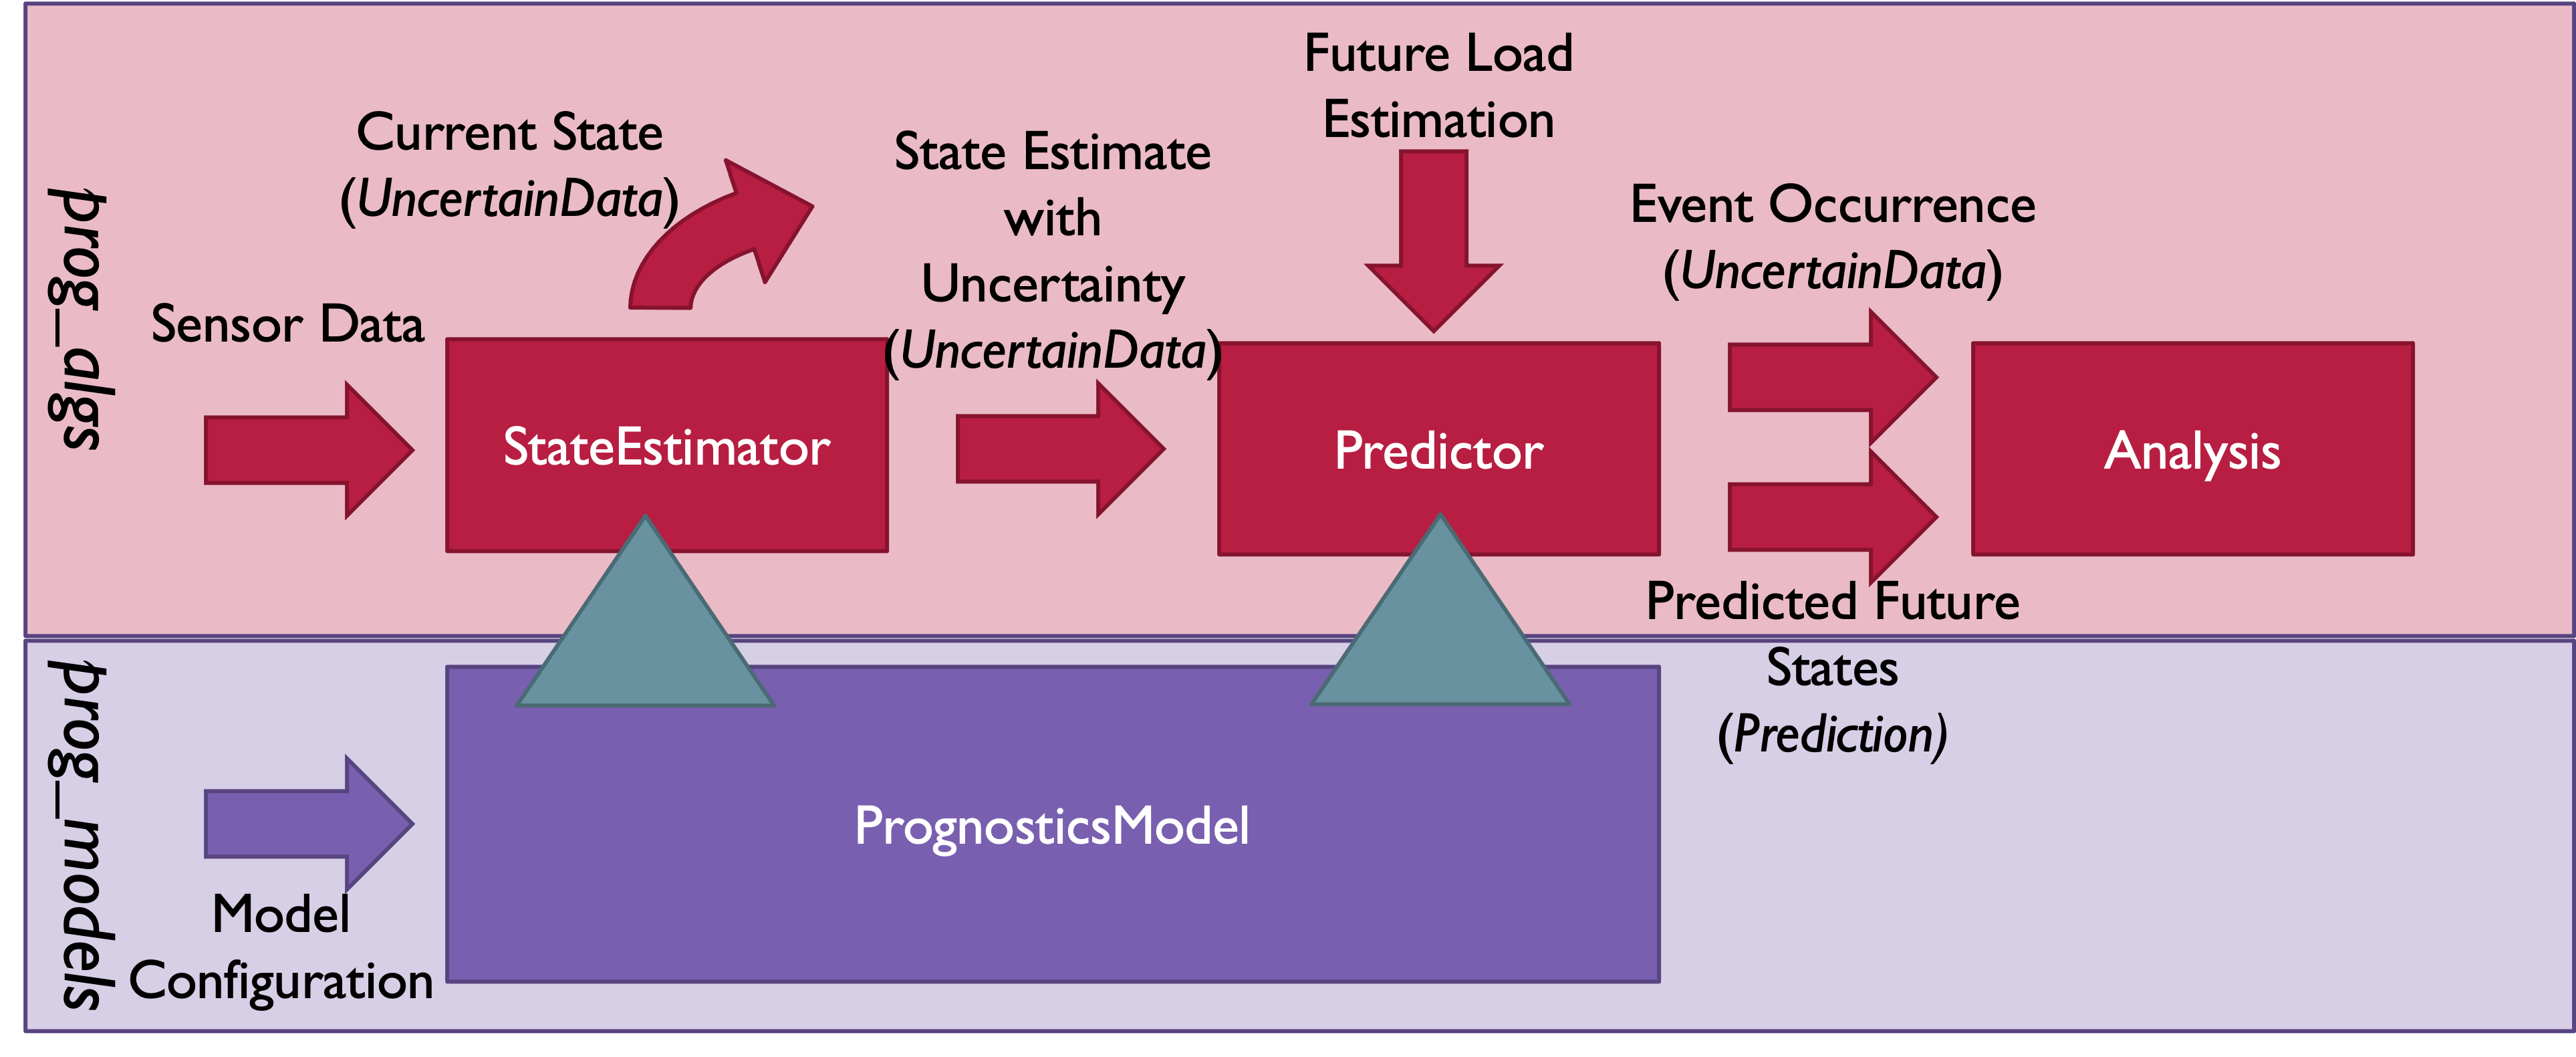 prog_algs
Sensor Data
Current State
(UncertainData)
StateEstimator
State Estimate
with
Uncertainty
(UncertainData)
Future Load
Estimation
Predictor
Event Occurrence
(UncertainData)
Predicted Future
States
(Prediction)
Analysis
prog_models
Model
Configuration
PrognosticsModel